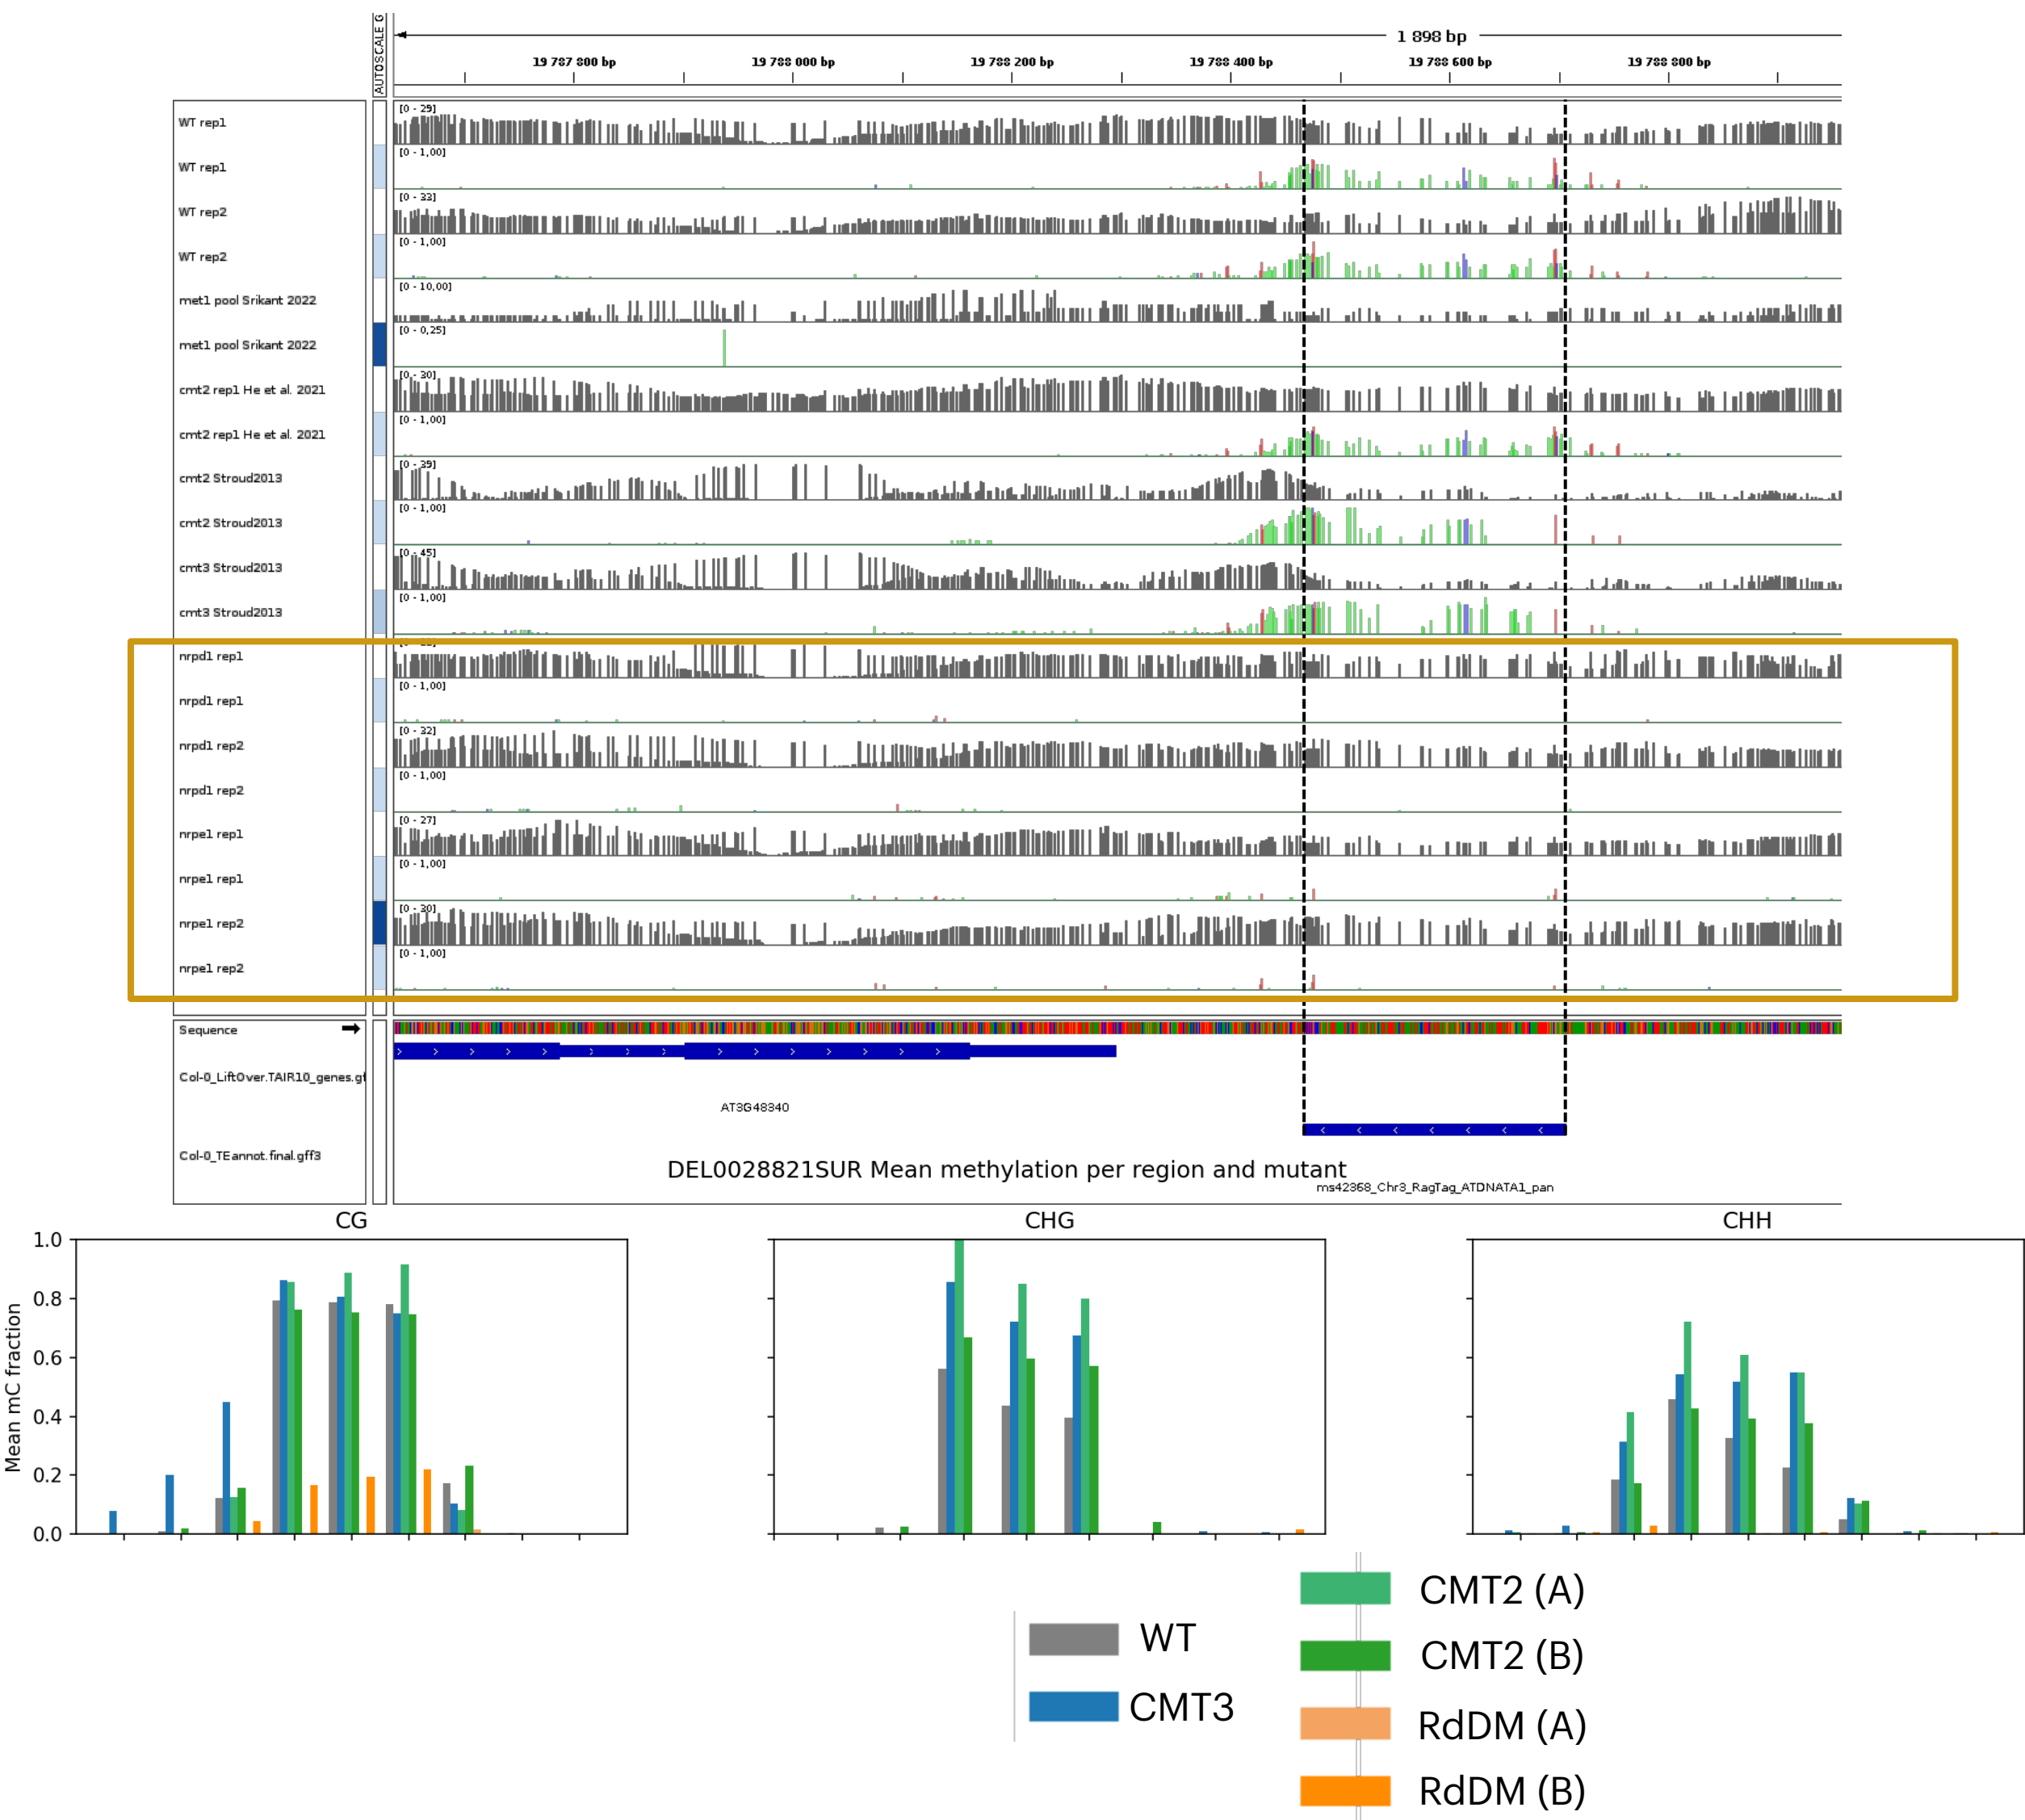 AUTOSCALE G
1 898 bp
19 787 800 bp 19 788 000 bp 19 788 200 bp 19 788 400 bp 19 788 600 bp 19 788 800 bp
WT rep1 [0 - 29]
WT rep1 [0 - 1,00]
WT rep2 [0 - 33]
WT rep2 [0 - 1,00]
met1 pool Srikant 2022 [0 - 10,00]
met1 pool Srikant 2022 [0 - 0,25]
cmt2 rep1 He et al. 2021 [0 - 30]
cmt2 rep1 He et al. 2021 [0 - 1,00]
cmt2 Stroud2013 [0 - 39]
cmt2 Stroud2013 [0 - 1,00]
cmt3 Stroud2013 [0 - 45]
cmt3 Stroud2013 [0 - 1,00]
nrpd1 rep1
nrpd1 rep1 [0 - 1,00]
nrpd1 rep2 [0 - 32]
nrpd1 rep2 [0 - 1,00]
nrpe1 rep1 [0 - 27]
nrpe1 rep1 [0 - 1,00]
nrpe1 rep2 [0 - 30]
nrpe1 rep2 [0 - 1,00]
Sequence
Col-0_LiftOver.TAIR10_genes.gf
AT3G48340
Col-0_TEannot.final.gff3
DEL0028821SUR Mean methylation per region and mutant
ms42368_Chr3_RagTag_ATDNATA1_pan
CG CHG CHH
Mean mC fraction
1.0
0.8
0.6
0.4
0.2
0.0
WT
CMT3
CMT2 (A)
CMT2 (B)
RdDM (A)
RdDM (B)